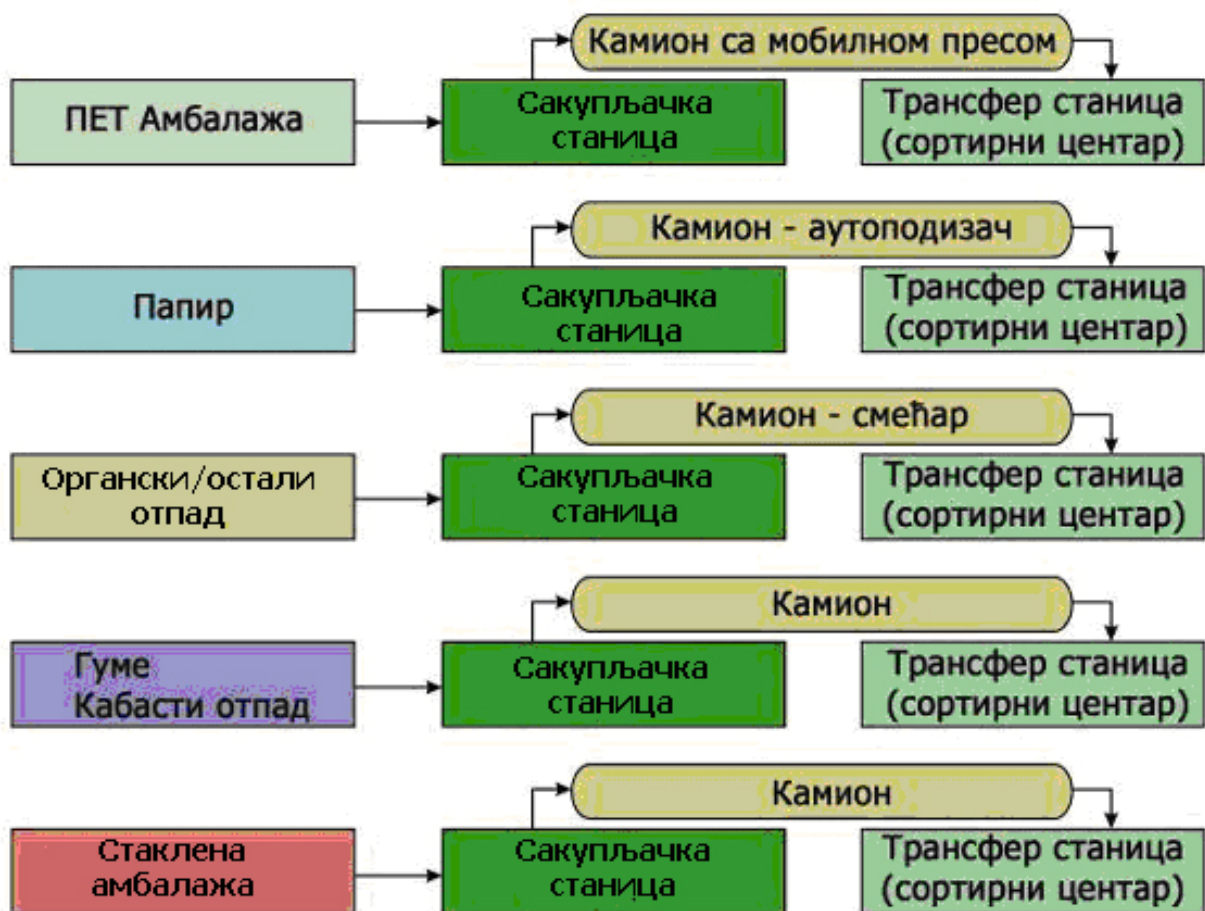 Камион са мобилном пресом
ПЕТ Амбалажа
Сакупљачка
станица
Трансфер станица
(сортирни центар)
Камион - аутоподизач
Папир
Сакупљачка
станица
Трансфер станица
(сортирни центар)
Камион - смећар
Органски/остали
отпад
Сакупљачка
станица
Трансфер станица
(сортирни центар)
Камион
Гуме
Кабасти отпад
Сакупљачка
станица
Трансфер станица
(сортирни центар)
Камион
Стаклена
амбалажа
Сакупљачка
станица
Трансфер станица
(сортирни центар)